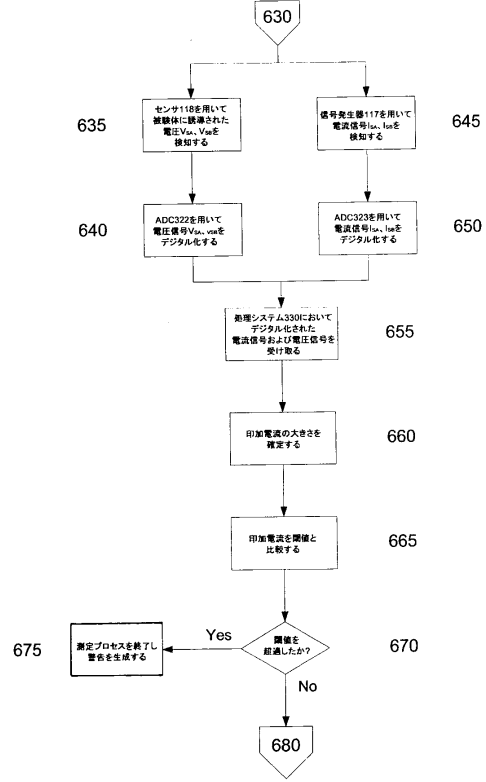 630
センサ118を用いて
被験体に誘導された
電圧VSA、VSBを
検知する
635
信号発生器117を用いて
電流信号ISA、ISBを
検知する
645
ADC322を用いて
電圧信号VSA、VSBを
デジタル化する
640
ADC323を用いて
電流信号ISA、ISBを
デジタル化する
650
処理システム330において
デジタル化された
電流信号および電圧信号を
受け取る
655
印加電流の大きさを
確定する
660
印加電流を閾値と
比較する
665
閾値を
超過したか?
670
Yes
測定プロセスを終了し
警告を生成する
675
No
680